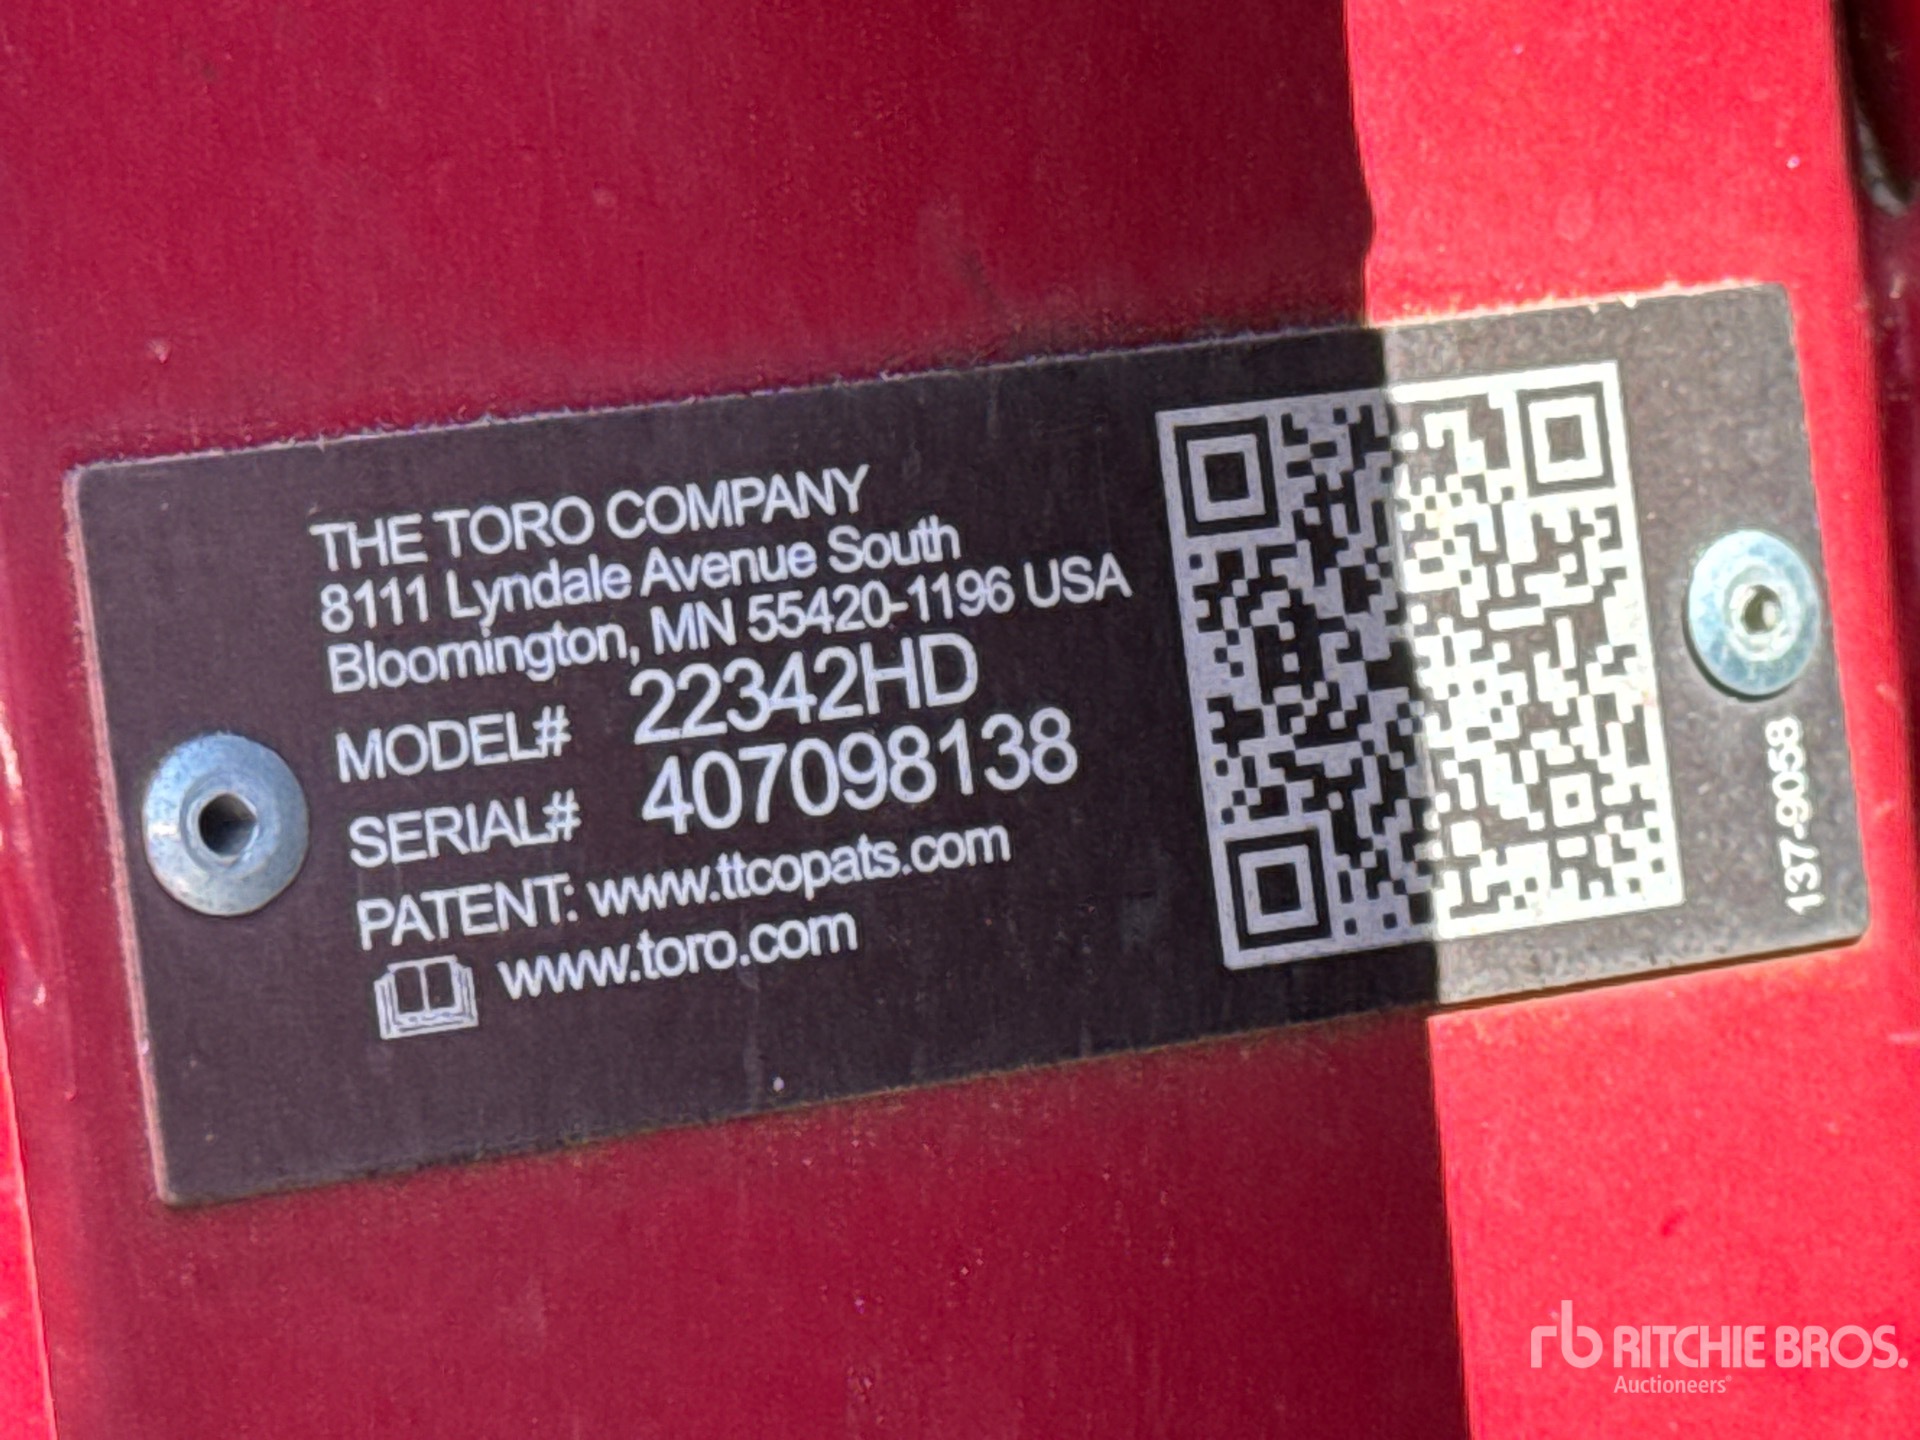 THE TORO COMPANY
8111 Lyndale Avenue South
Bloomington, MN 55420-1196 USA
MODEL# 22342HD
SERIAL# 407098138
PATENT: www.ttcopats.com
www.toro.com
137-9058
rb RITCHIE BROS.
Auctioneers